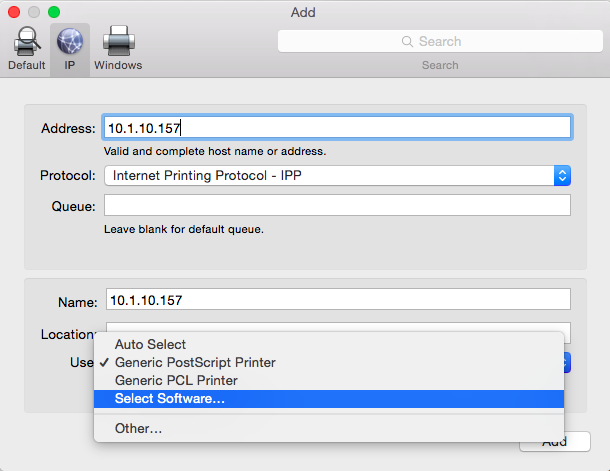 Add
Default
IP
Windows
Search
Search
Address:
10.1.10.157
Valid and complete host name or address.
Protocol:
Internet Printing Protocol - IPP
Queue:
Leave blank for default queue.
Name:
10.1.10.157
Location:
Use
Auto Select
✓ Generic PostScript Printer
Generic PCL Printer
Select Software...
Other...
Add